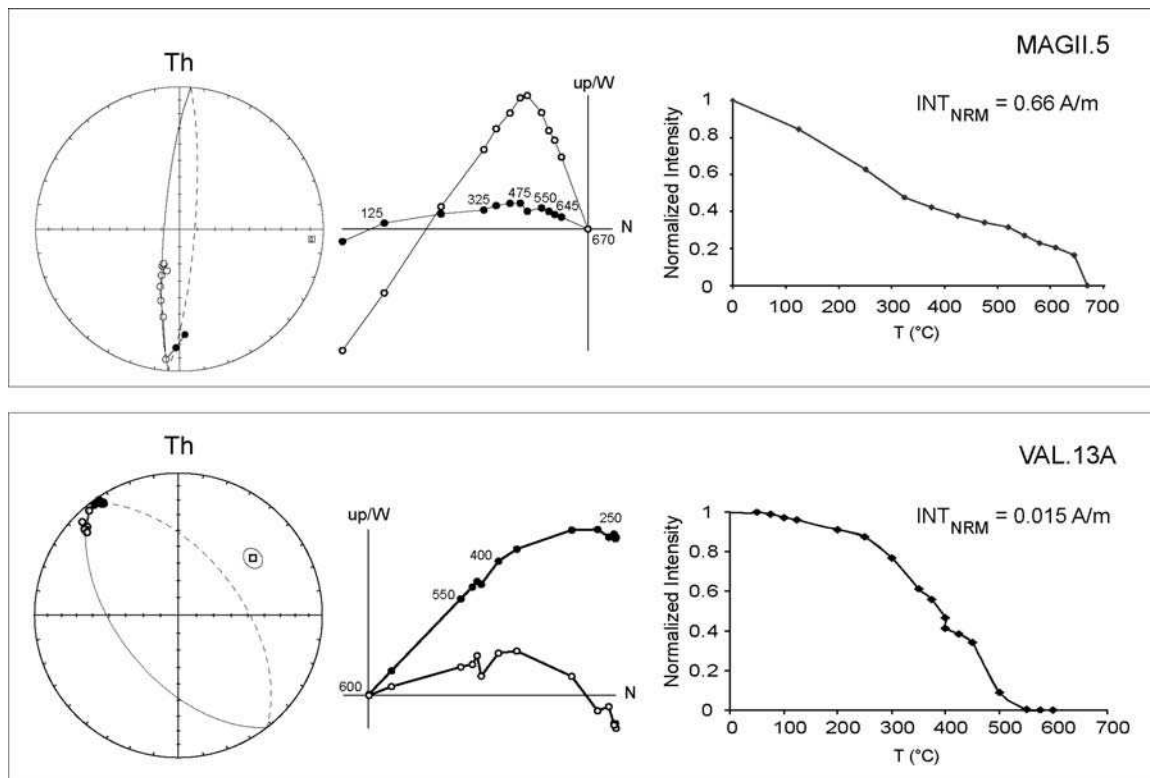 MAGII.5
Th
up/W
125
325
475
550
645
N
670
Normalized Intensity
INT_NRM = 0.66 A/m
1
0.8
0.6
0.4
0.2
0
0 100 200 300 400 500 600 700
T (°C)
VAL.13A
Th
up/W
250
400
550
600
N
Normalized Intensity
INT_NRM = 0.015 A/m
1
0.8
0.6
0.4
0.2
0
0 100 200 300 400 500 600 700
T (°C)